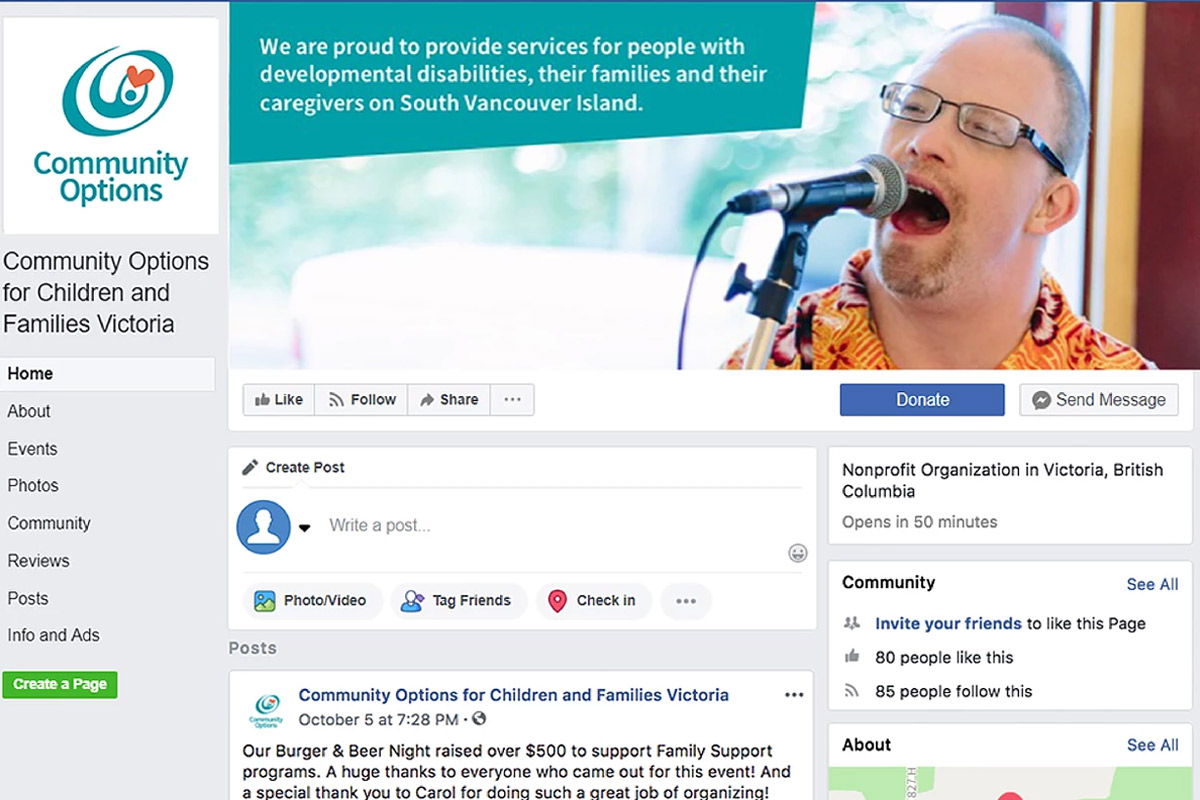 We are proud to provide services for people with
developmental disabilities, their families and their
caregivers on South Vancouver Island.
Community
Options
Community Options
for Children and
Families Victoria
Home
About
Events
Photos
Community
Reviews
Posts
Info and Ads
Create a Page
Like
Follow
Share
Donate
Send Message
Create Post
Write a post...
Photo/Video
Tag Friends
Check in
Posts
Community
Options
Community Options for Children and Families Victoria
October 5 at 7:28 PM ·
Our Burger & Beer Night raised over $500 to support Family Support
programs. A huge thanks to everyone who came out for this event! And
a special thank you to Carol for doing such a great job of organizing!
Nonprofit Organization in Victoria, British
Columbia
Opens in 50 minutes
Community
See All
Invite your friends to like this Page
80 people like this
85 people follow this
About
See All
827 H